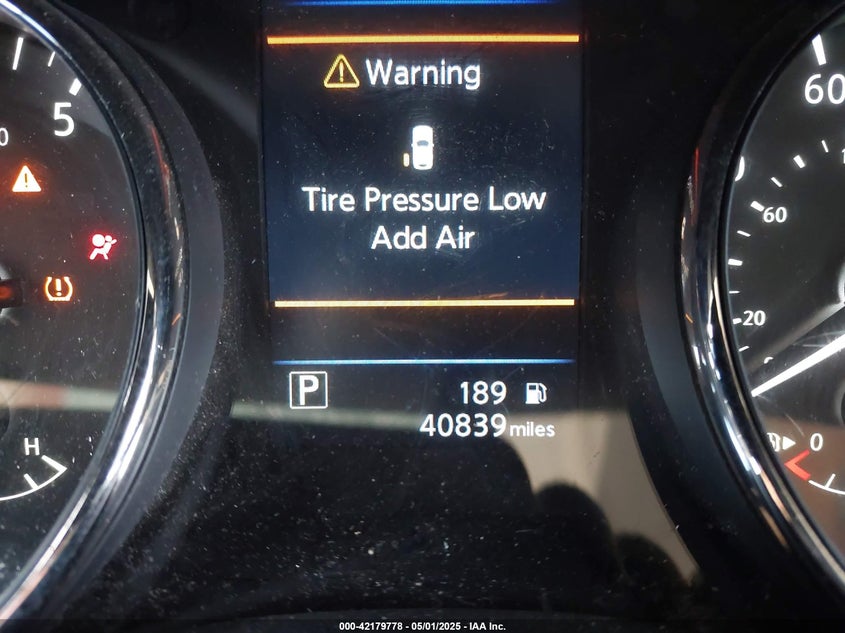 Warning
Tire Pressure Low
Add Air
P
189
40839 miles
5
H
60
60
20
0
000-42179778 - 05/01/2025 - IAA Inc.